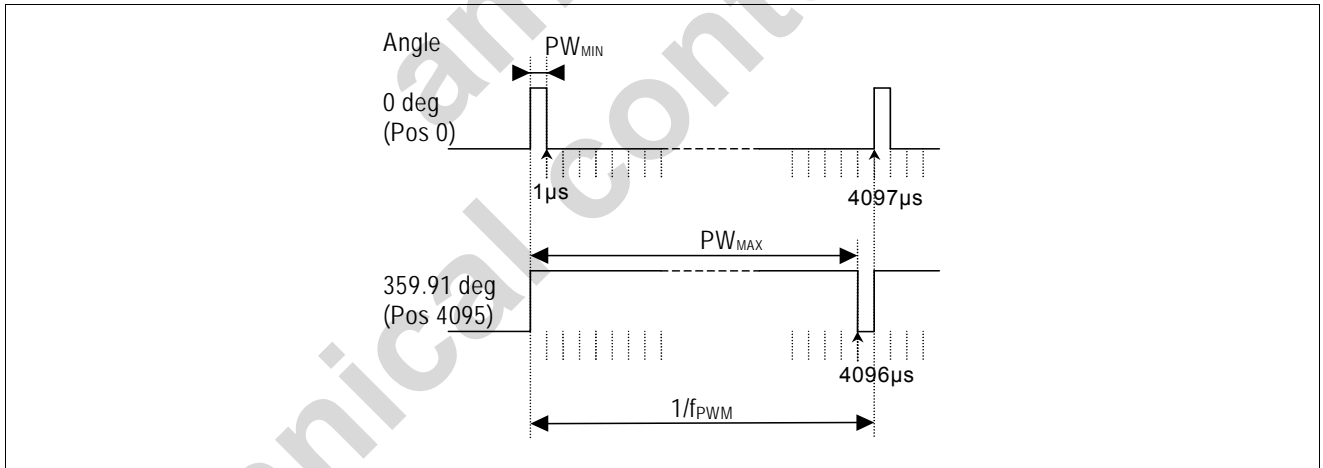 Angle
PWMIN
0 deg
(Pos 0)
1µs
4097µs
PWMAX
359.91 deg
(Pos 4095)
4096µs
1/fPWM